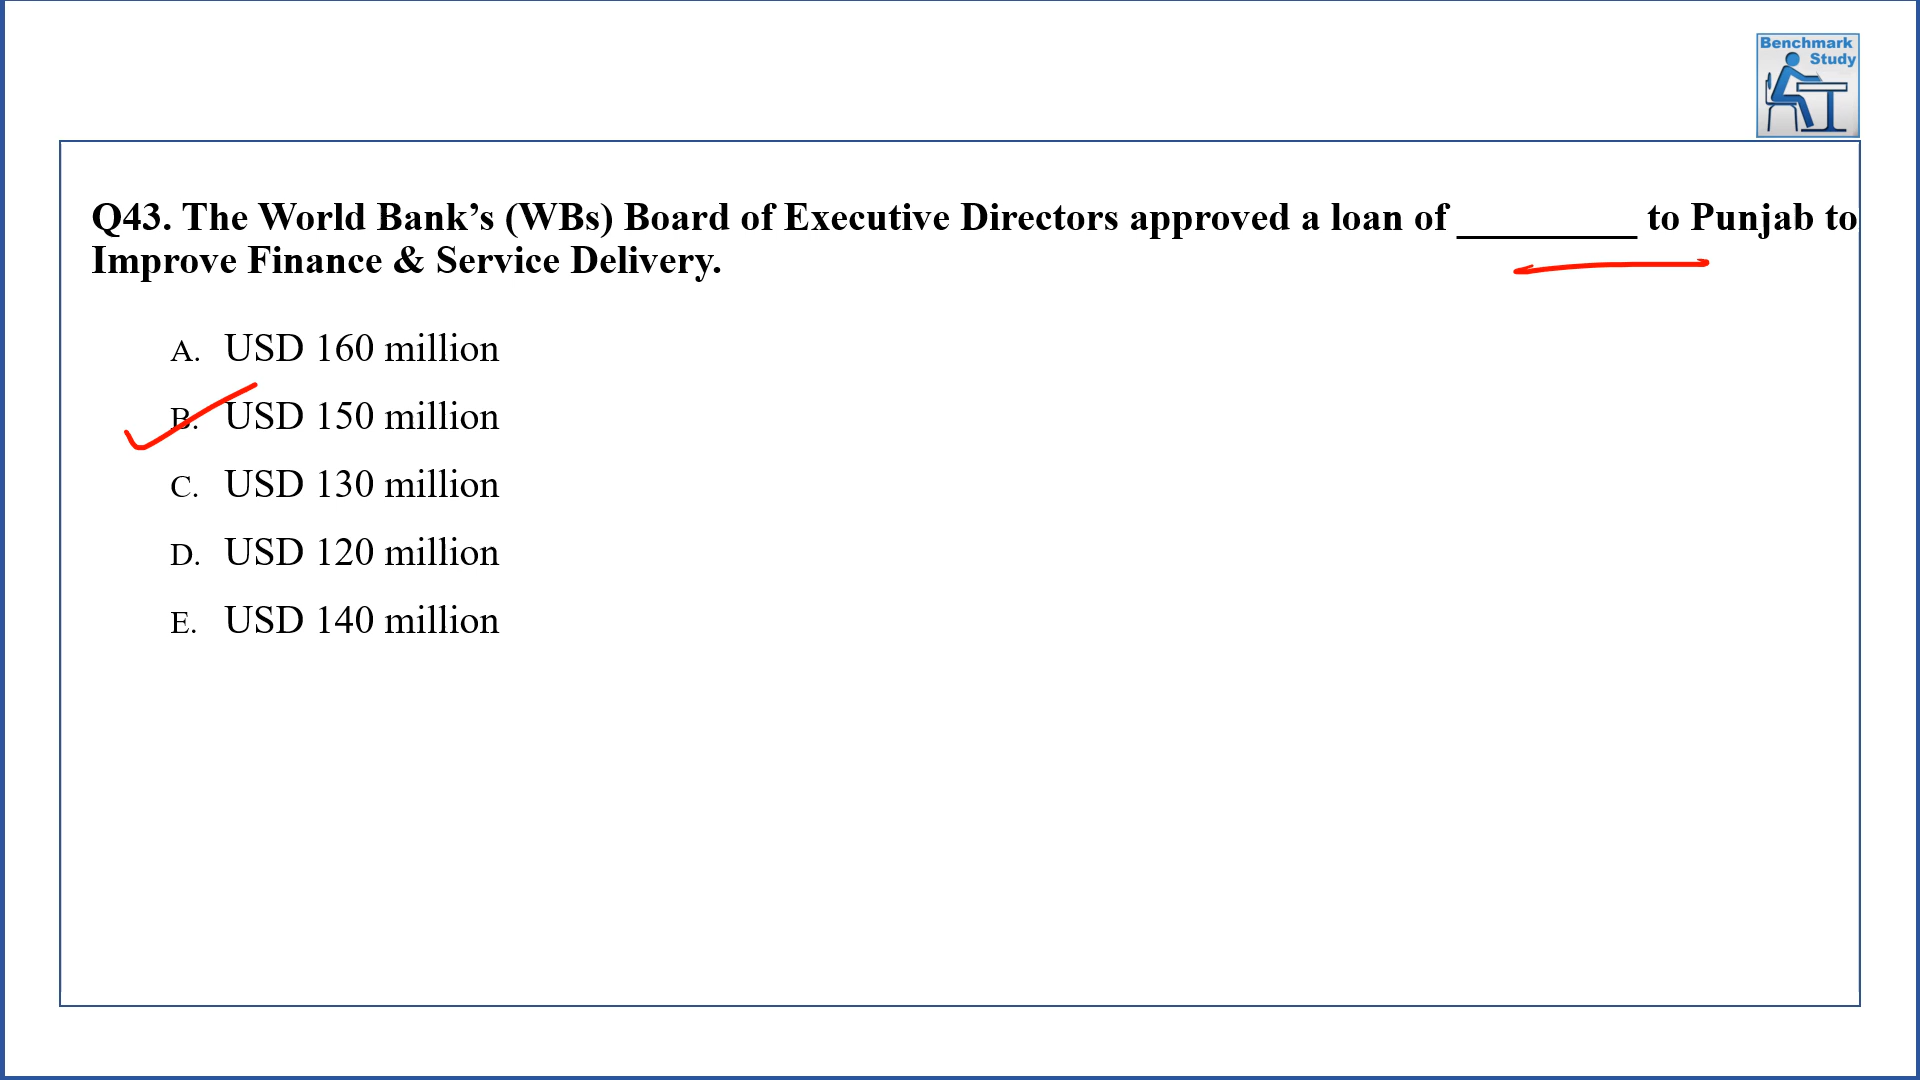 Benchmark
Study
Q43. The World Bank’s (WBs) Board of Executive Directors approved a loan of _________ to Punjab to
Improve Finance & Service Delivery.
A. USD 160 million
B. USD 150 million
C. USD 130 million
D. USD 120 million
E. USD 140 million